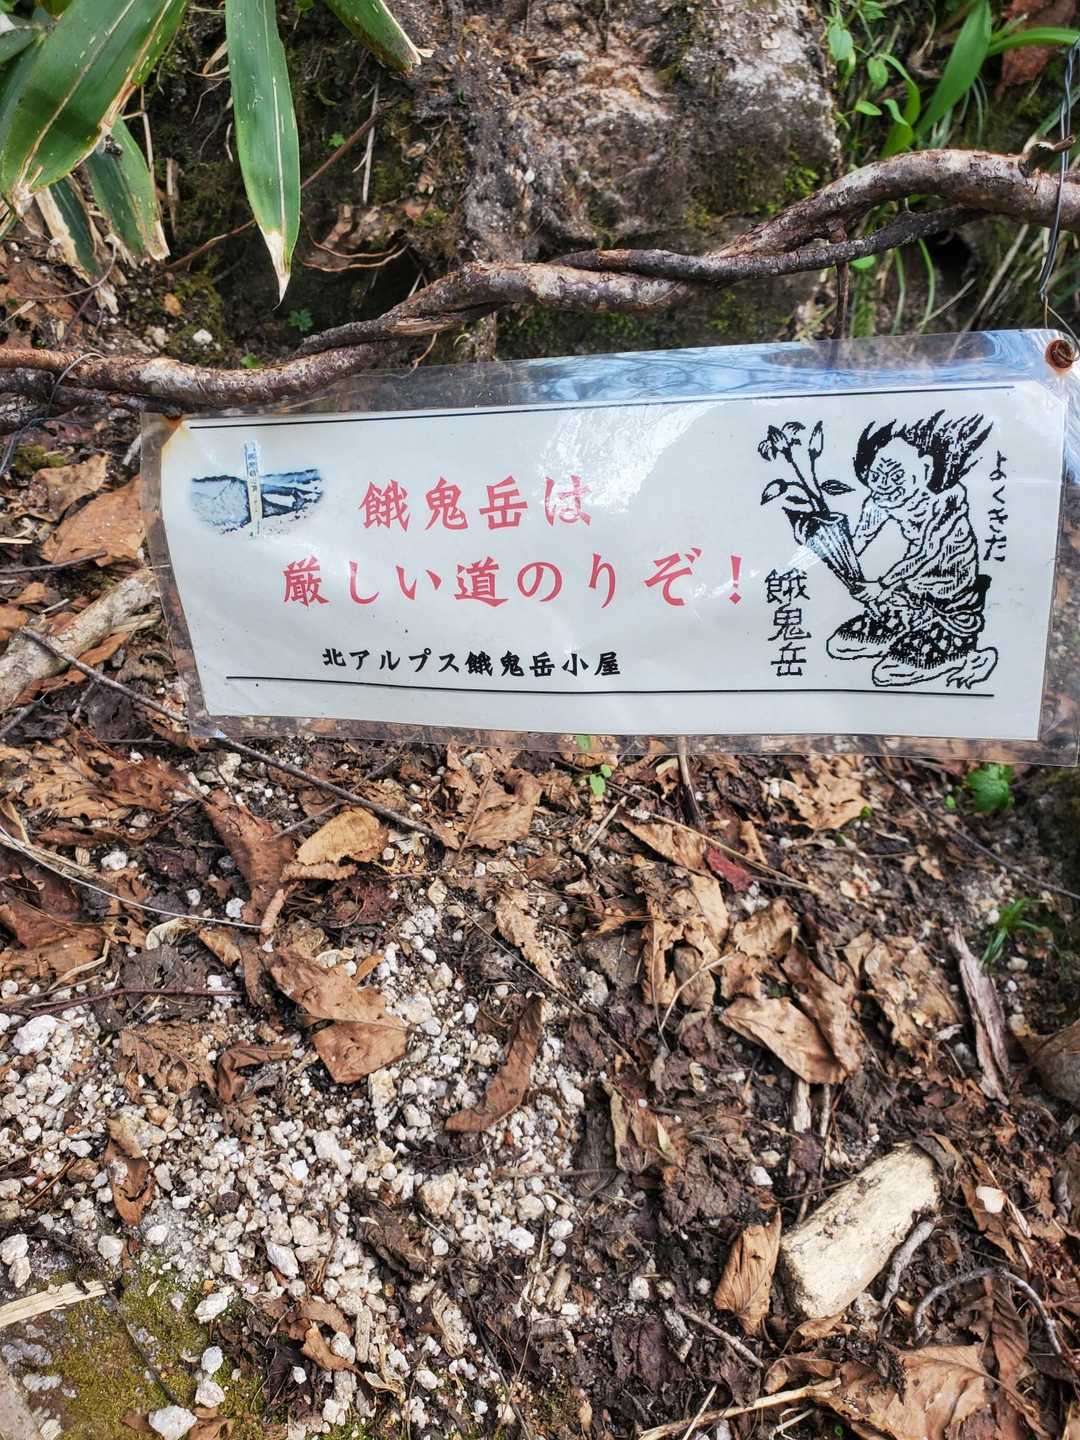 餓鬼岳は
厳しい道のりぞ！
北アルプス餓鬼岳小屋
よくきた
餓鬼岳